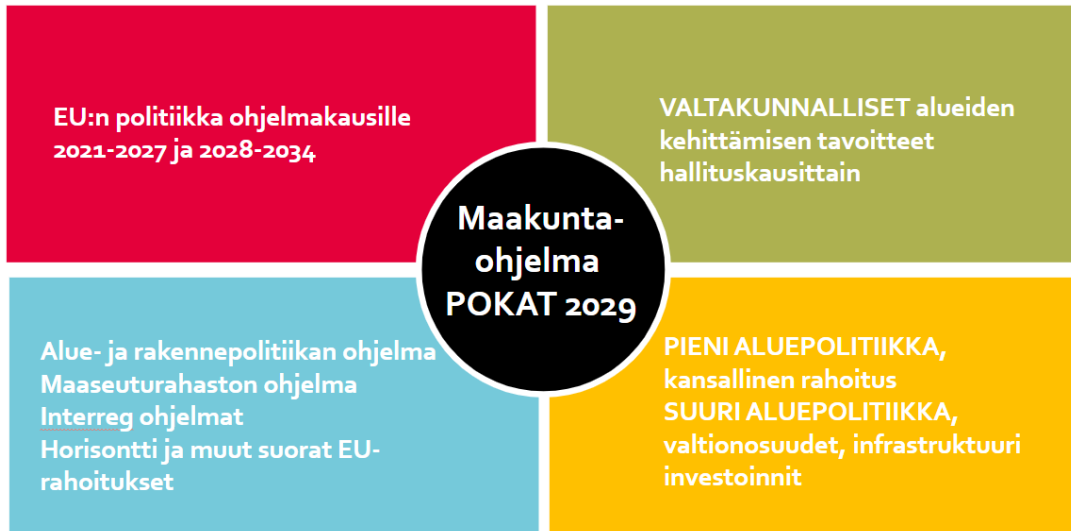 EU:n politiikka ohjelmakausille
2021-2027 ja 2028-2034
VALTAKUNNALLISET alueiden
kehittämisen tavoitteet
hallituskausittain
Maakunta-
ohjelma
POKAT 2029
Alue- ja rakennepolitiikan ohjelma
Maaseuturahaston ohjelma
Interreg ohjelmat
Horisontti ja muut suorat EU-
rahoitukset
PIENI ALUEPOLITIIKKA,
kansallinen rahoitus
SUURI ALUEPOLITIIKKA,
valtionosuudet, infrastruktuuri
investoinnit